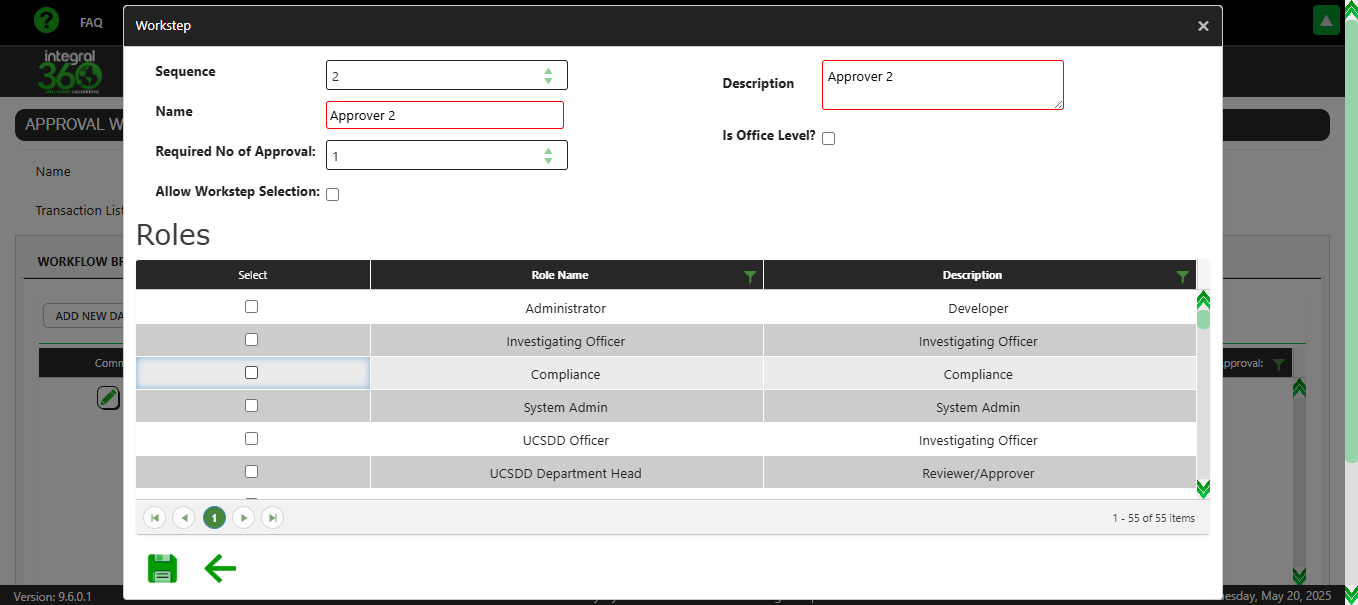 FAQ
Workstep
integral
360
APPROVAL W
Name
Transaction List
WORKFLOW BR
ADD NEW DA
Comm
pproval:
Sequence
2
Description
Approver 2
Name
Approver 2
Is Office Level?
Required No of Approval:
1
Allow Workstep Selection:
Roles
Select Role Name Description
Administrator Developer
Investigating Officer Investigating Officer
Compliance Compliance
System Admin System Admin
UCSDD Officer Investigating Officer
UCSDD Department Head Reviewer/Approver
1
1 - 55 of 55 items
Version: 9.6.0.1
esday, May 20, 2025